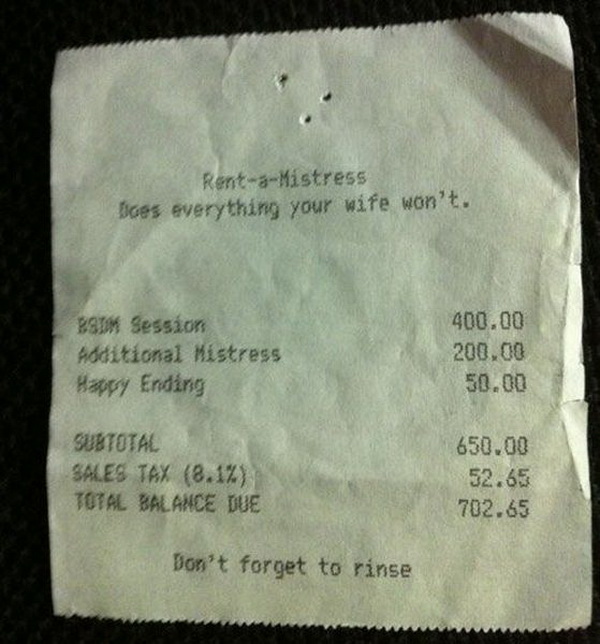 Rent-a-Mistress
Does everything your wife won't.
BSDM Session 400.00
Additional Mistress 200.00
Happy Ending 50.00
SUBTOTAL 650.00
SALES TAX (8.1%) 52.65
TOTAL BALANCE DUE 702.65
Don't forget to rinse